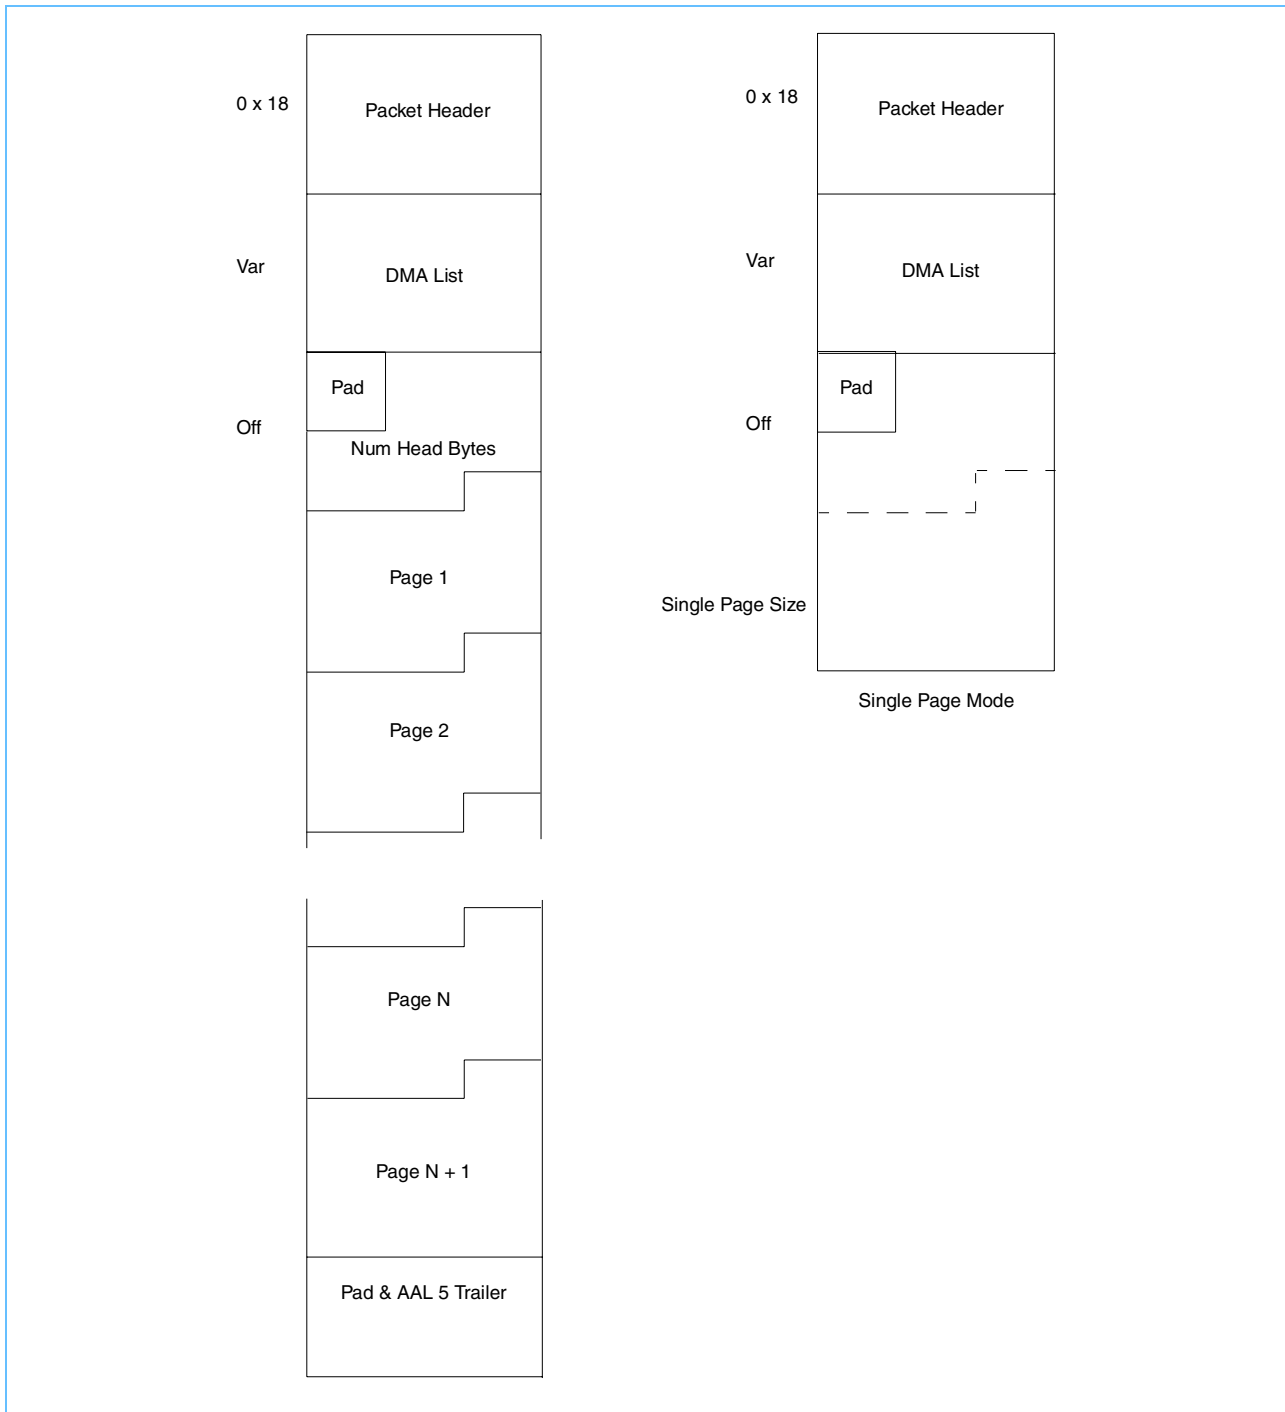 0 x 18
Packet Header
Var
DMA List
Pad
Off
Num Head Bytes
Page 1
Page 2
Page N
Page N + 1
Pad & AAL 5 Trailer
0 x 18
Packet Header
Var
DMA List
Pad
Off
Single Page Size
Single Page Mode